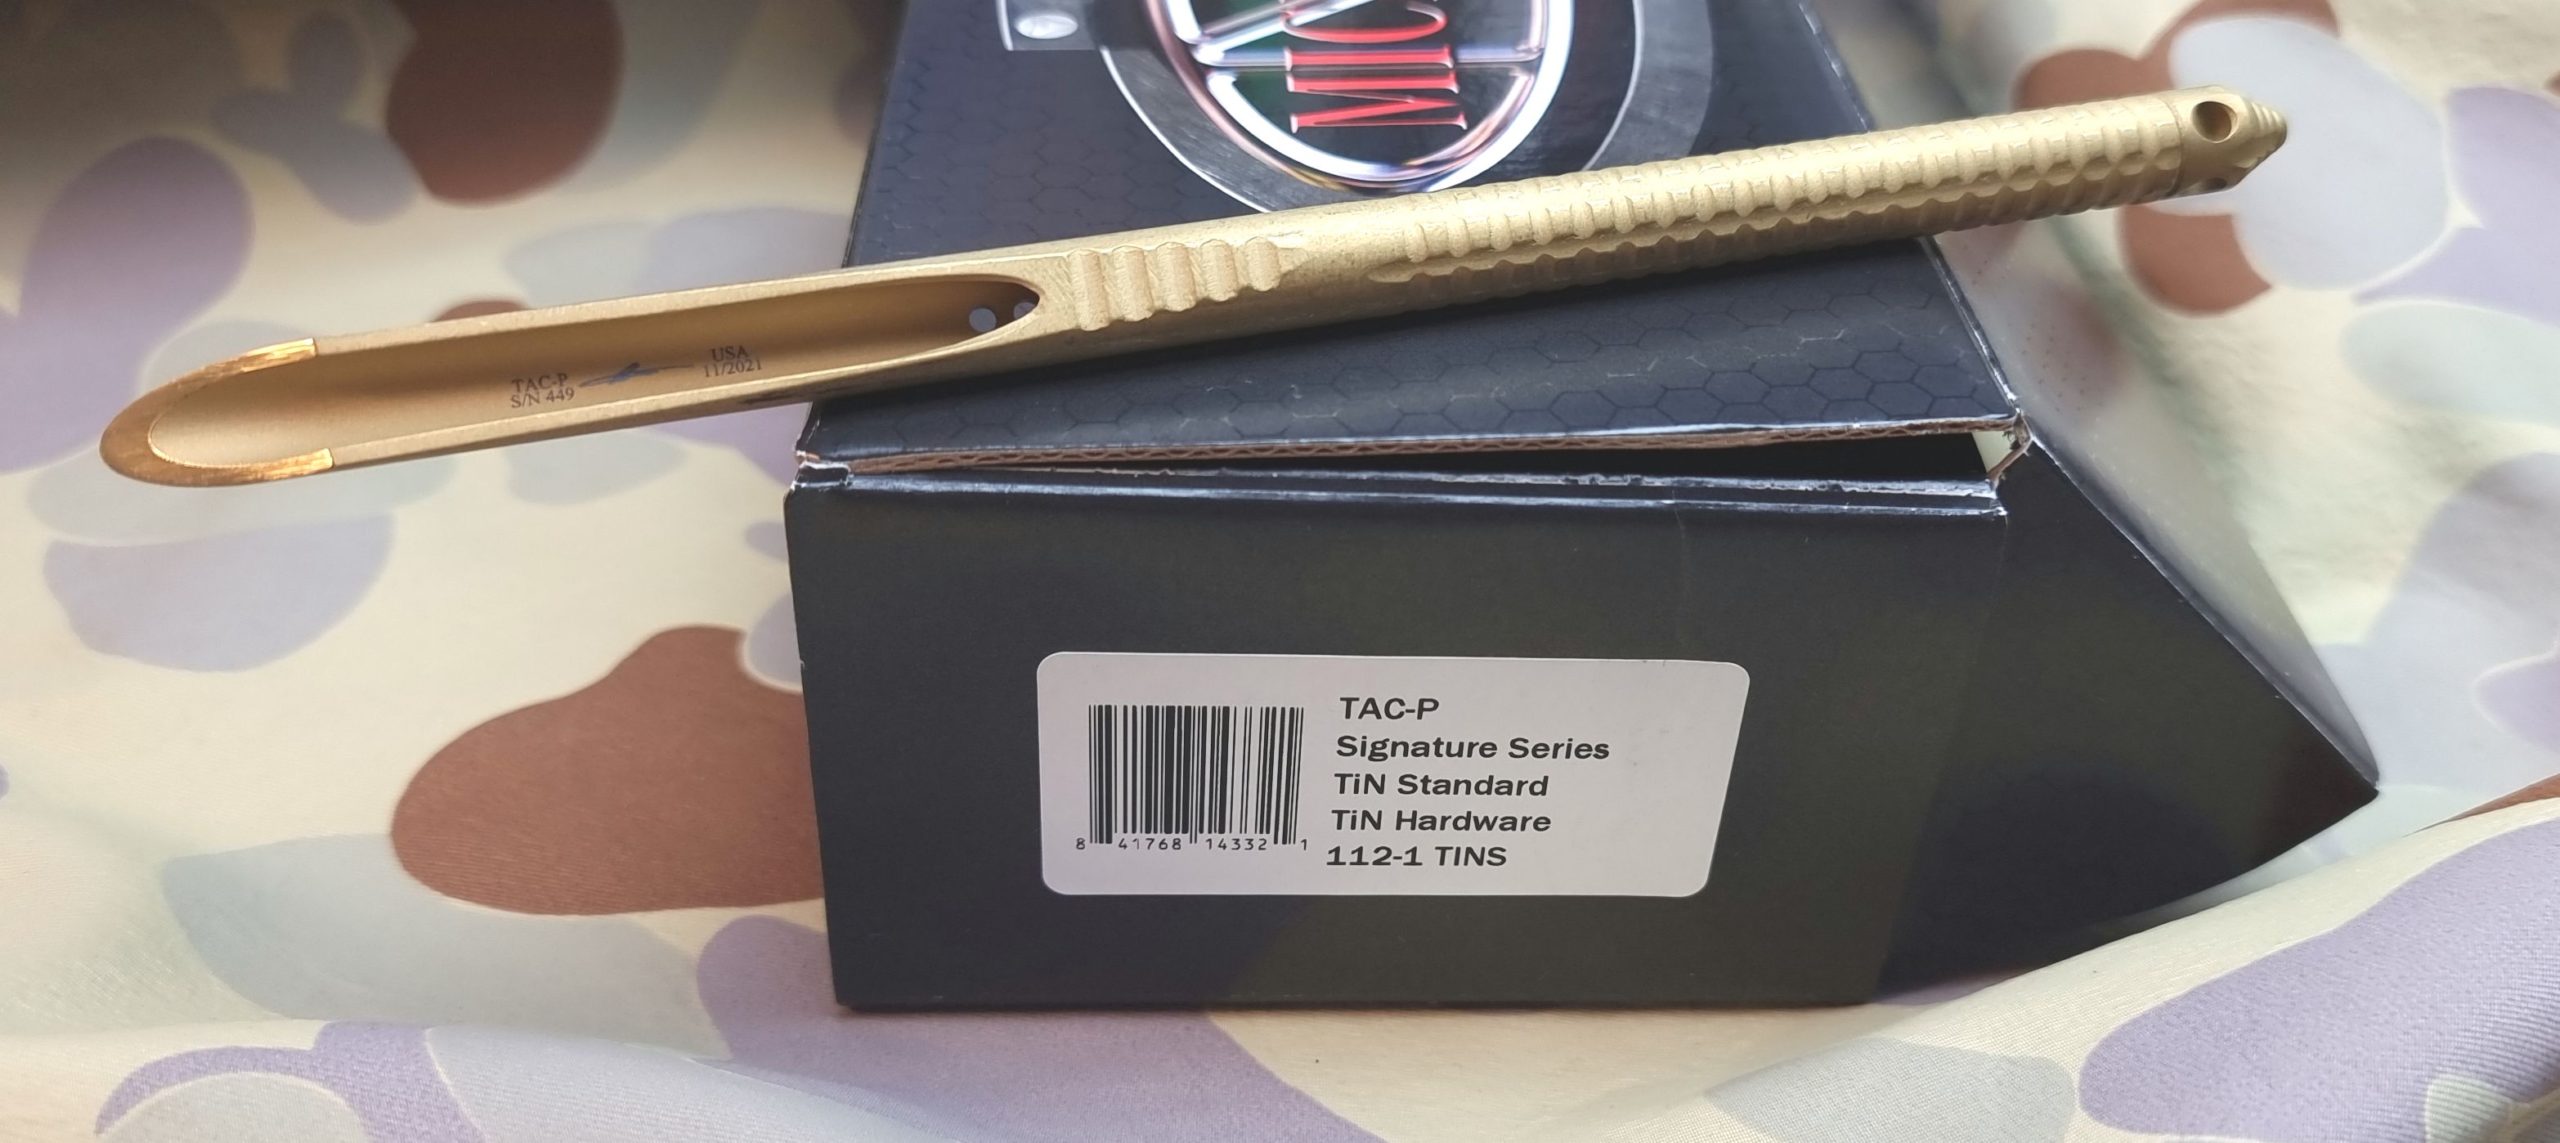 MIC
TAC-P
S/N 449
USA
11/2021
TAC-P
Signature Series
TiN Standard
TiN Hardware
112-1 TINS
8 41768 14332 1